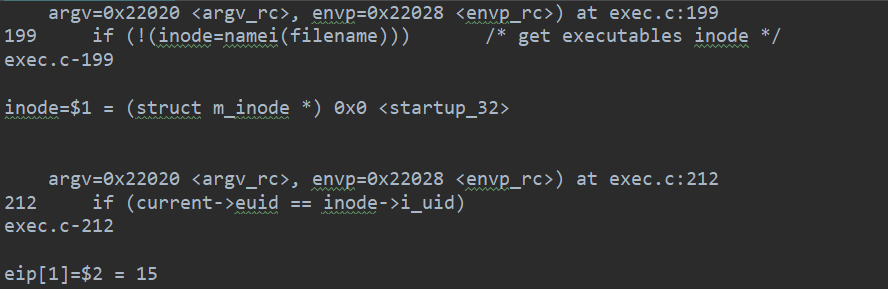 argv=0x22020 <argv_rc>, envp=0x22028 <envp_rc>) at exec.c:199
199     if (!(inode=namei(filename)))       /* get executables inode */
exec.c-199
inode=$1 = (struct m_inode *) 0x0 <startup_32>
argv=0x22020 <argv_rc>, envp=0x22028 <envp_rc>) at exec.c:212
212     if (current->euid == inode->i_uid)
exec.c-212
eip[1]=$2 = 15